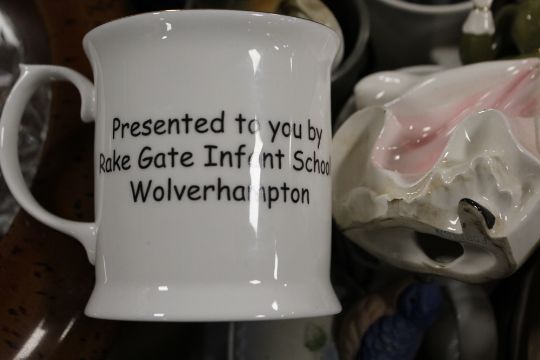 Presented to you by
Rake Gate Infant School
Wolverhampton